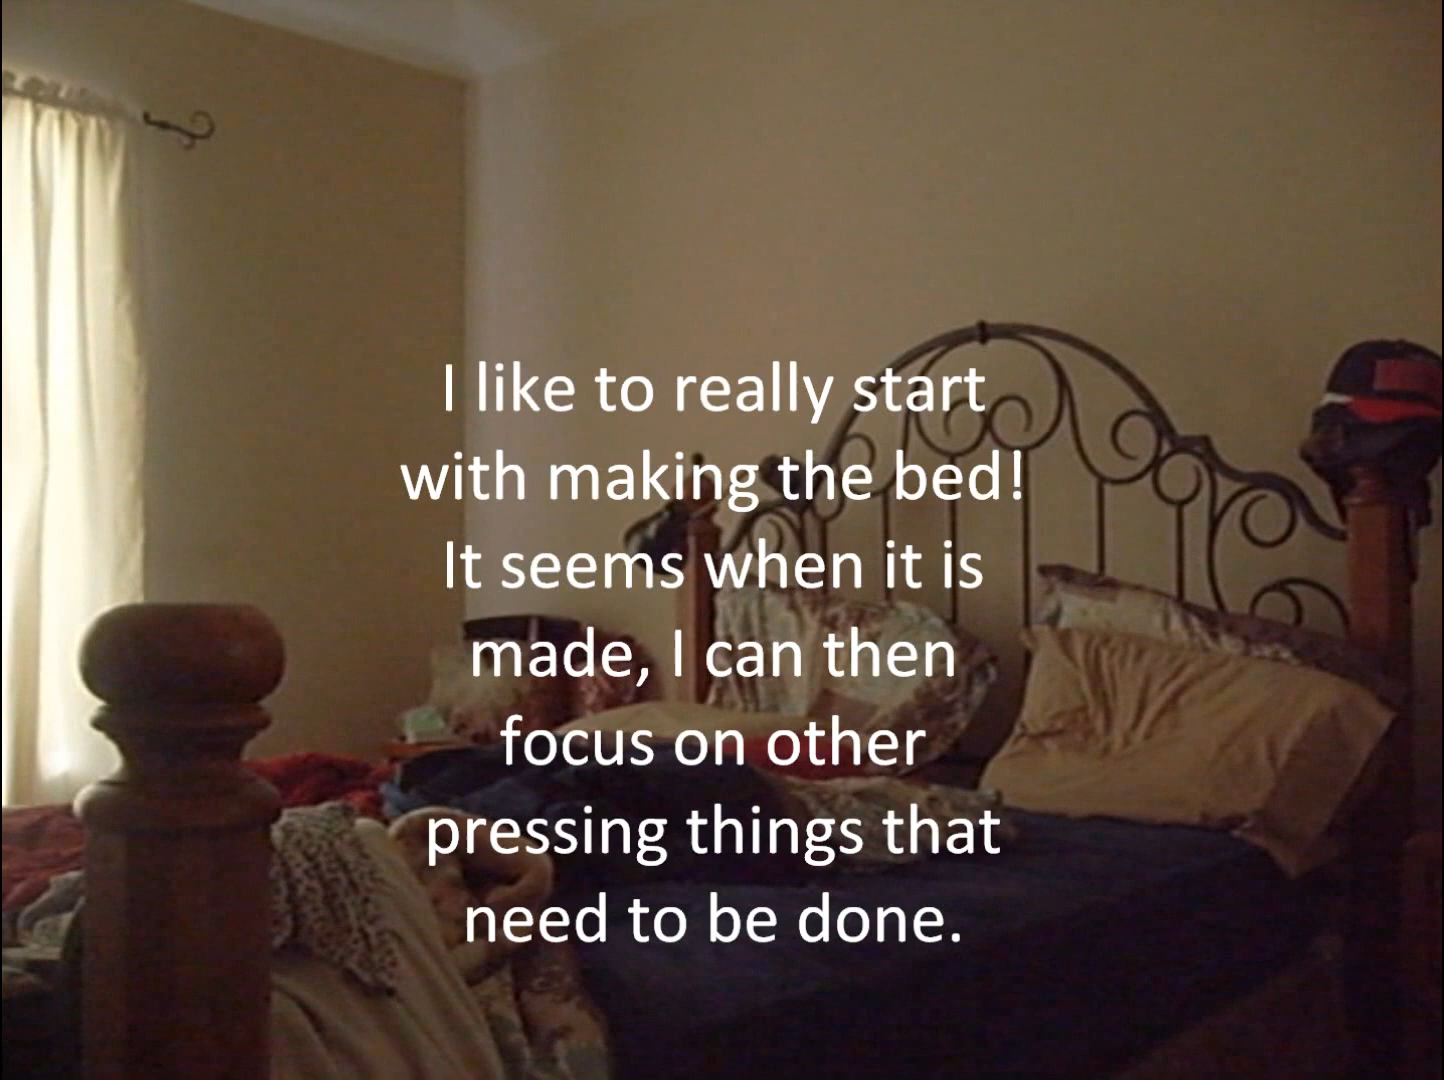 I like to really start
with making the bed!
It seems when it is
made, I can then
focus on other
pressing things that
need to be done.